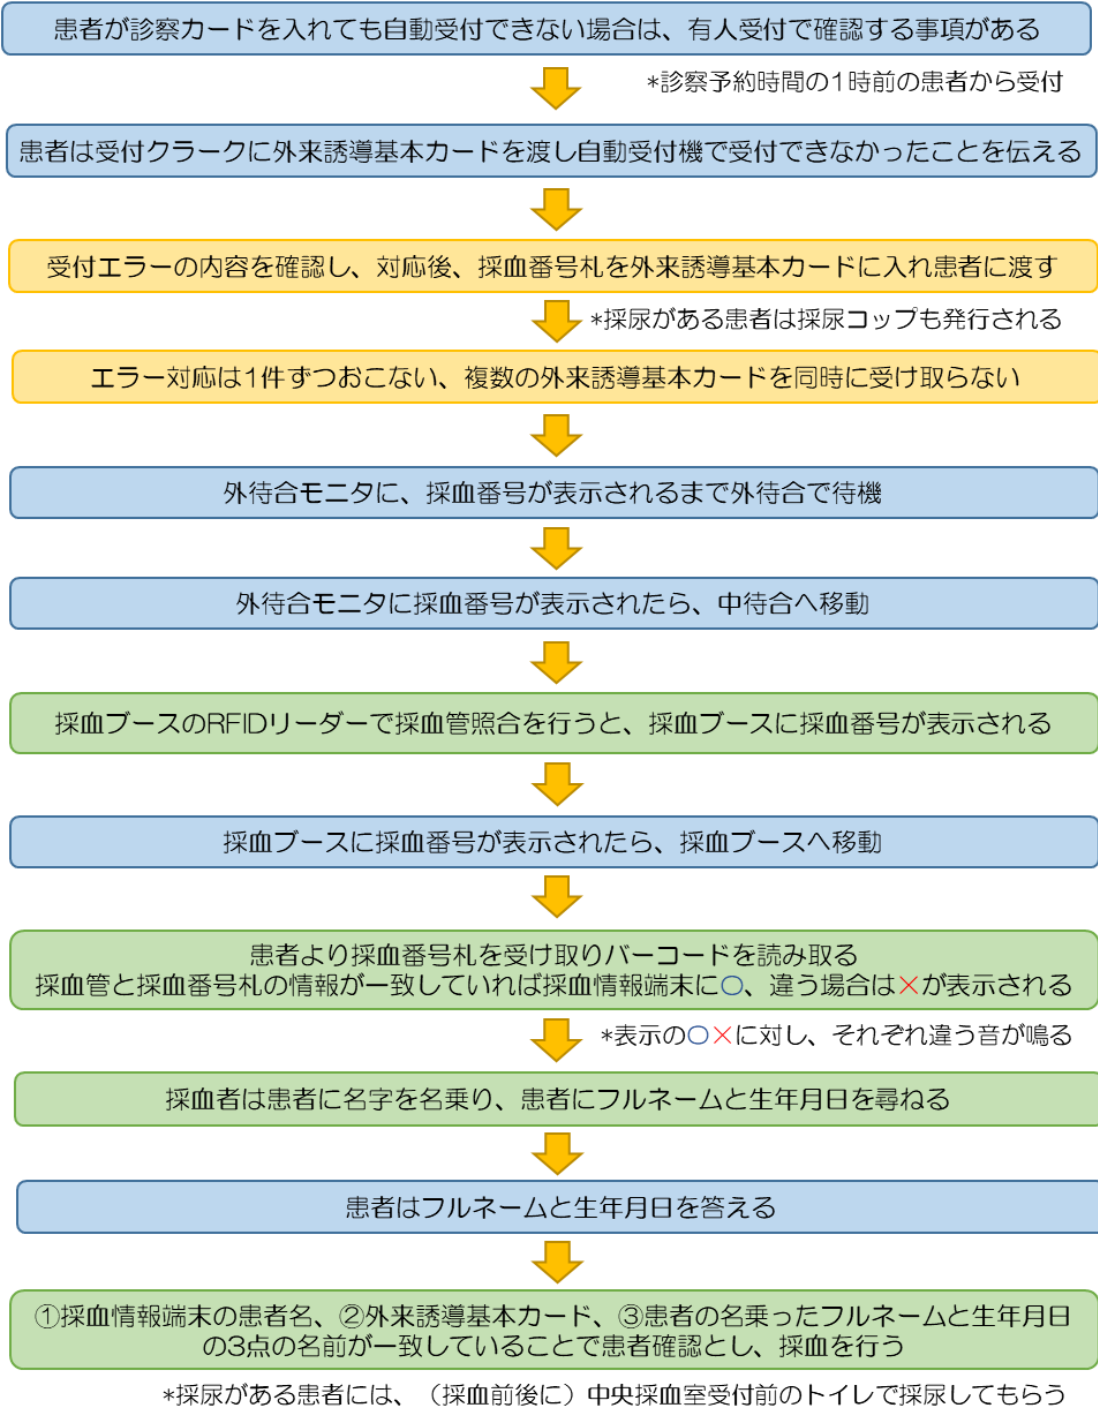 患者が診察カードを入れても自動受付できない場合は、有人受付で確認する事項がある
*診察予約時間の1時前の患者から受付
患者は受付クラークに外来誘導基本カードを渡し自動受付機で受付できなかったことを伝える
受付エラーの内容を確認し、対応後、採血番号札を外来誘導基本カードに入れ患者に渡す
*採尿がある患者は採尿コップも発行される
エラー対応は1件ずつおこない、複数の外来誘導基本カードを同時に受け取らない
外待合モニタに、採血番号が表示されるまで外待合で待機
外待合モニタに採血番号が表示されたら、中待合へ移動
採血ブースのRFIDリーダーで採血管照合を行うと、採血ブースに採血番号が表示される
採血ブースに採血番号が表示されたら、採血ブースへ移動
患者より採血番号札を受け取りバーコードを読み取る
採血管と採血番号札の情報が一致していれば採血情報端末に〇、違う場合は×が表示される
*表示の〇×に対し、それぞれ違う音が鳴る
採血者は患者に名字を名乗り、患者にフルネームと生年月日を尋ねる
患者はフルネームと生年月日を答える
①採血情報端末の患者名、②外来誘導基本カード、③患者の名乗ったフルネームと生年月日
の3点の名前が一致していることで患者確認とし、採血を行う
*採尿がある患者には、（採血前後に）中央採血室受付前のトイレで採尿してもらう